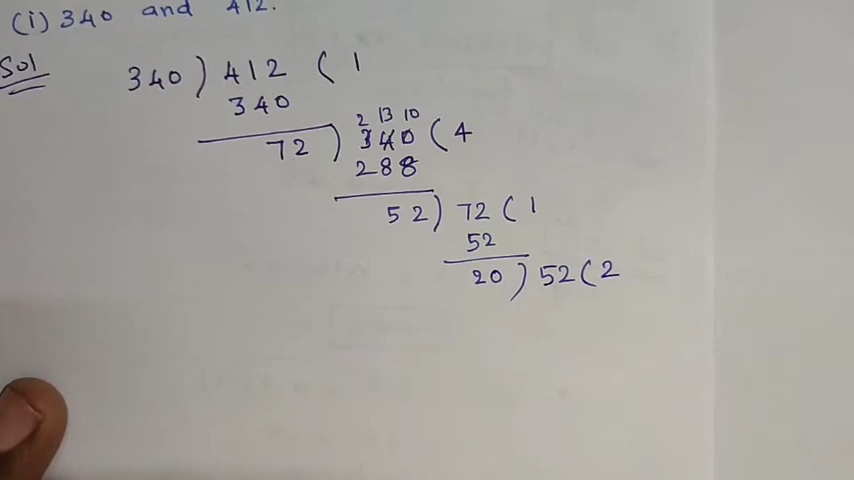 (i) 340 and 412.
Sol
340 ) 412 ( 1
340
2 13 10
72 ) 340 ( 4
288
52 ) 72 ( 1
52
20 ) 52 ( 2